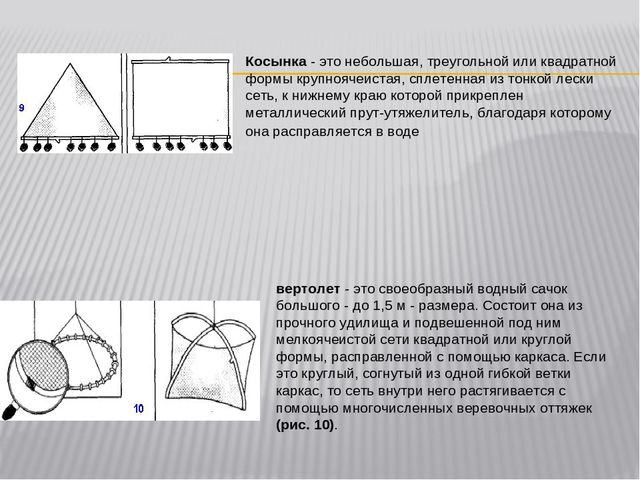 Косынка - это небольшая, треугольной или квадратной
формы крупноячеистая, сплетенная из тонкой лески
сеть, к нижнему краю которой прикреплен
металлический прут-утяжелитель, благодаря которому
она расправляется в воде
9
вертолет - это своеобразный водный сачок
большого - до 1,5 м - размера. Состоит она из
прочного удилища и подвешенной под ним
мелкоячеистой сети квадратной или круглой
формы, расправленной с помощью каркаса. Если
это круглый, согнутый из одной гибкой ветки
каркас, то сеть внутри него растягивается с
помощью многочисленных веревочных оттяжек
(рис. 10).
10